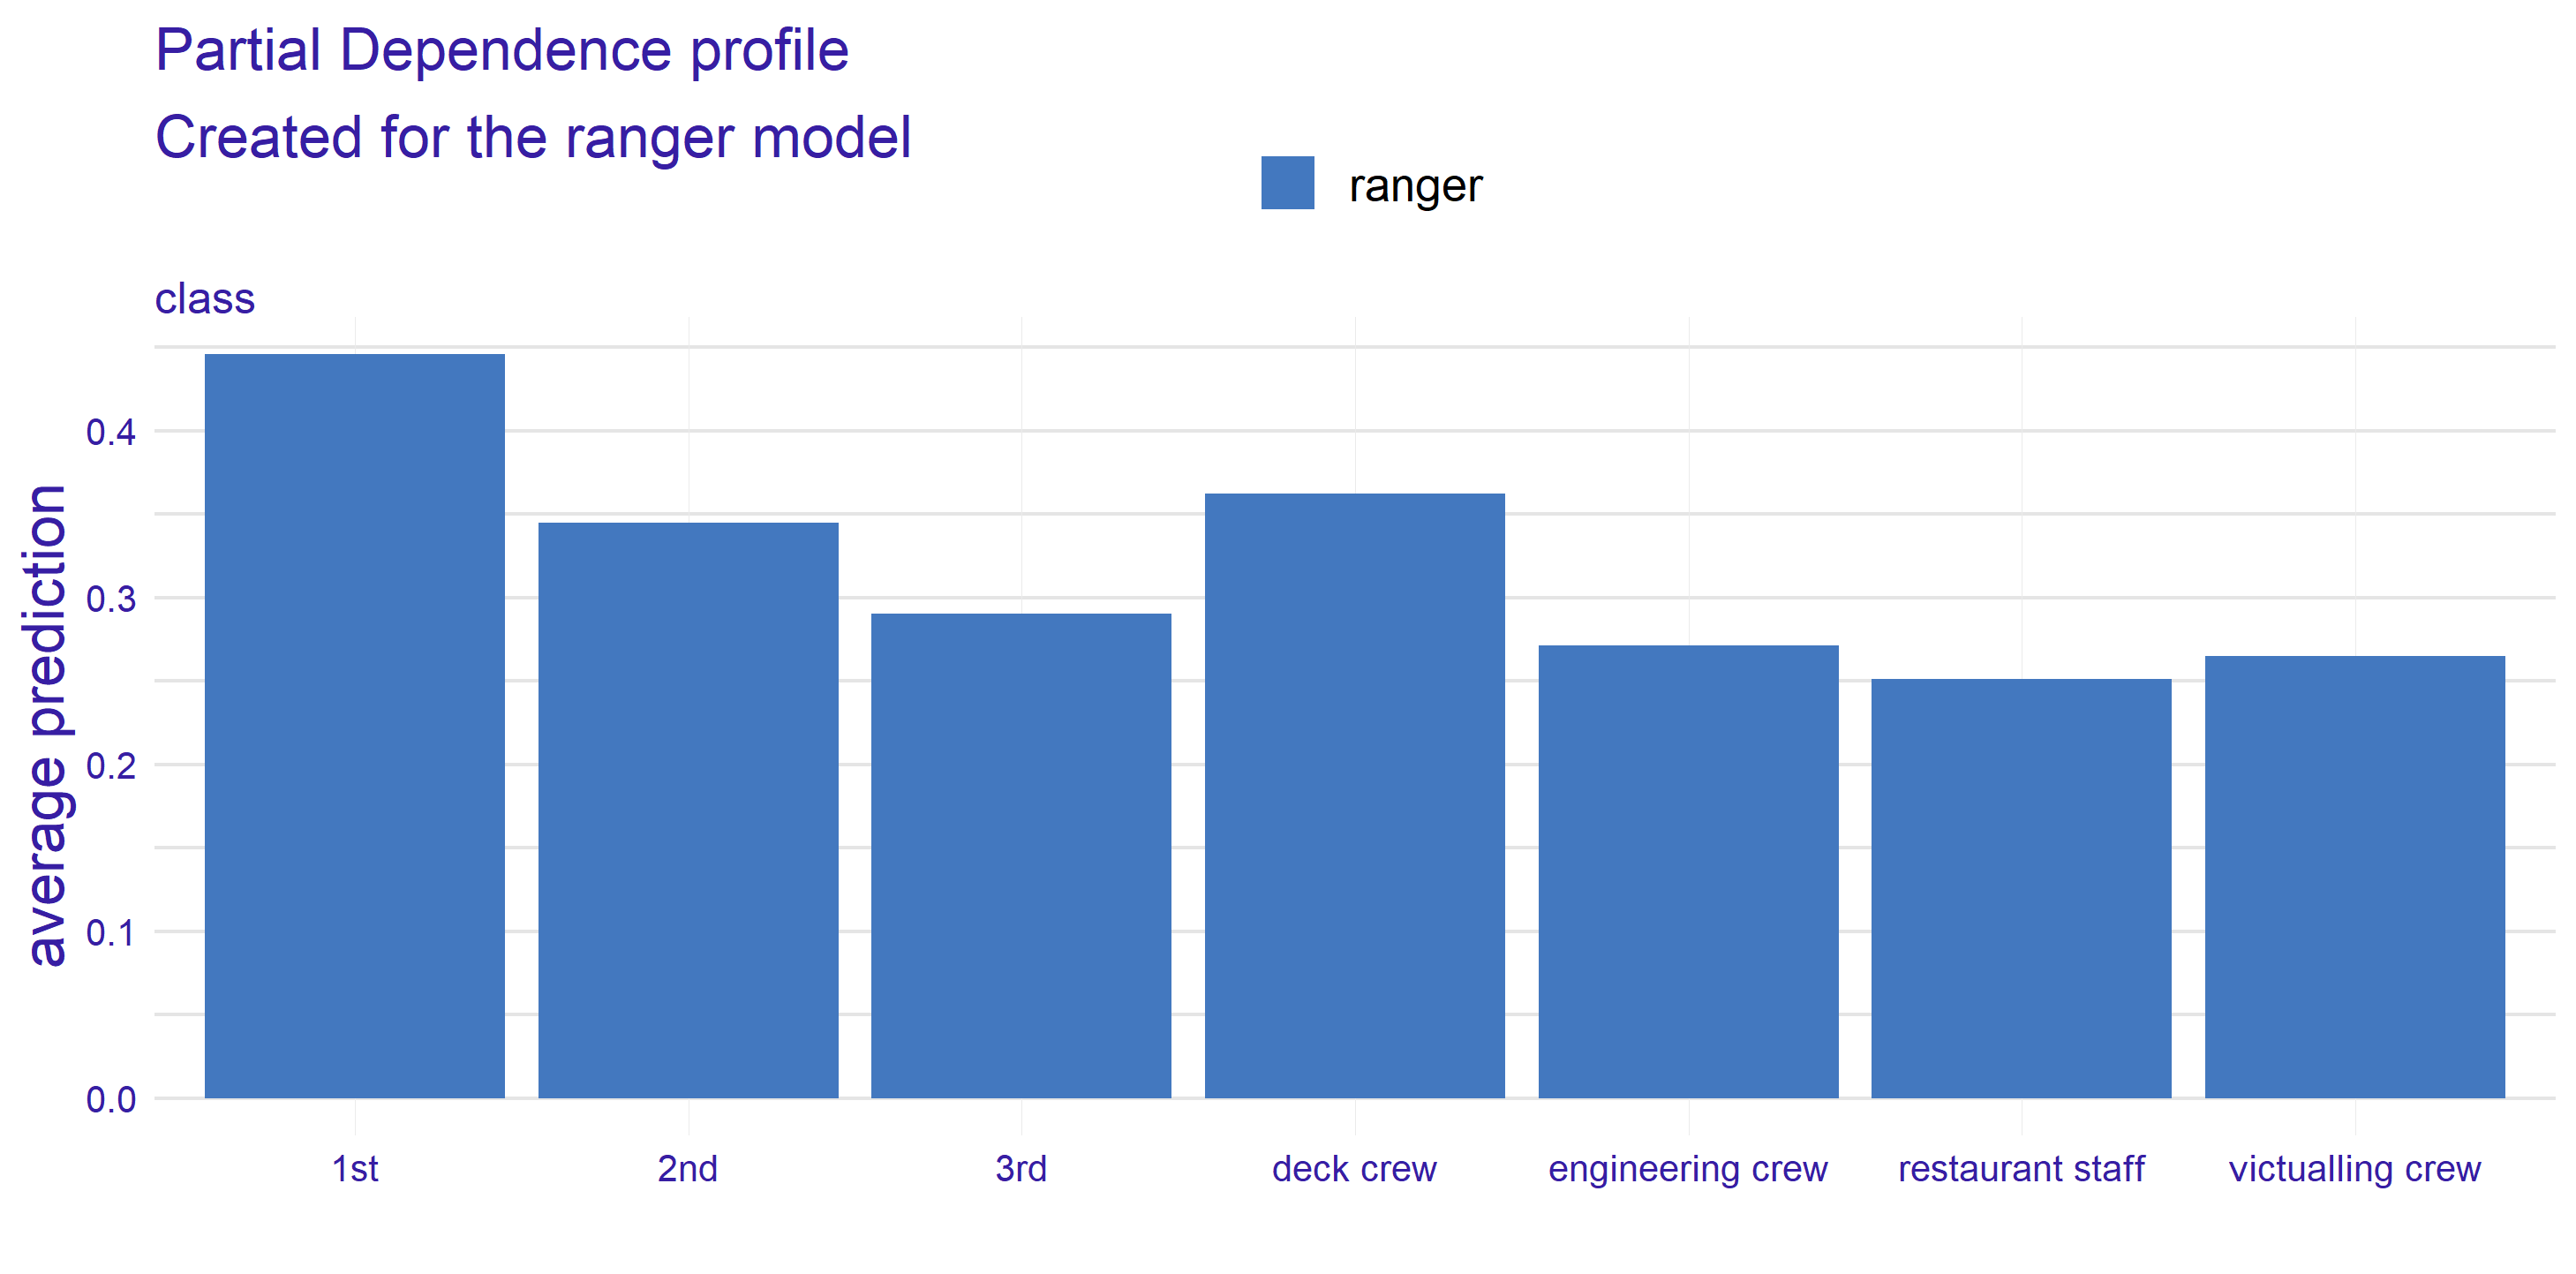 Partial Dependence profile
Created for the ranger model
ranger
class
average prediction
0.4
0.3
0.2
0.1
0.0
1st
2nd
3rd
deck crew
engineering crew
restaurant staff
victualling crew